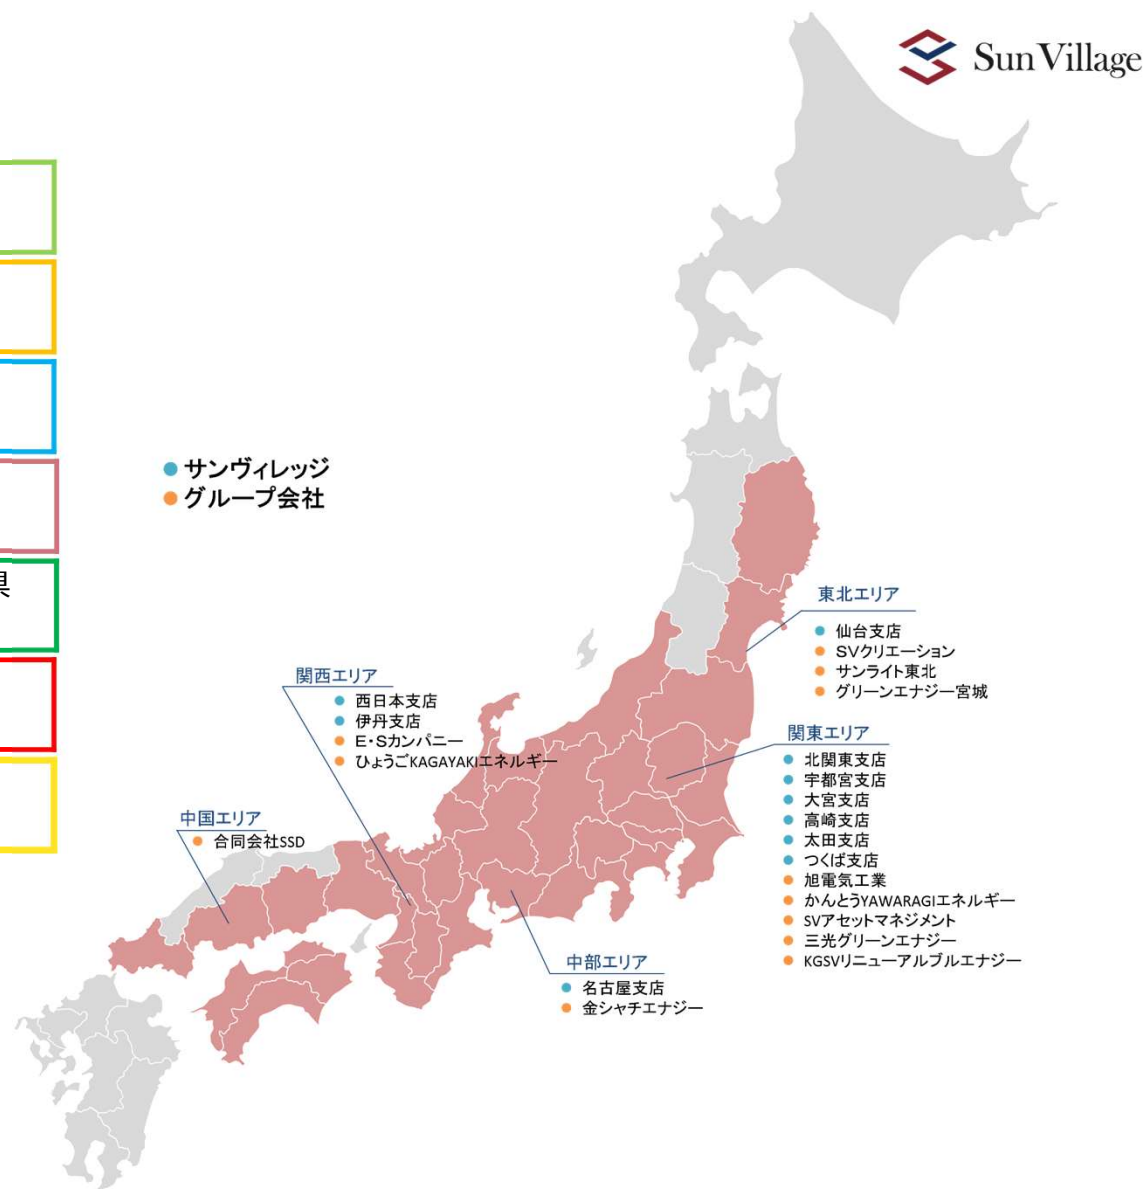 Sun Village
サンヴィレッジ
グループ会社
県
東北エリア
仙台支店
SVクリエーション
サンライト東北
グリーンエナジー宮城
関西エリア
西日本支店
伊丹支店
E・Sカンパニー
ひょうごKAGAYAKIエネルギー
関東エリア
北関東支店
宇都宮支店
大宮支店
高崎支店
太田支店
つくば支店
旭電気工業
かんとうYAWARAGIエネルギー
SVアセットマネジメント
三光グリーンエナジー
KGSVリニューアルブルエナジー
中国エリア
合同会社SSD
中部エリア
名古屋支店
金シャチエナジー